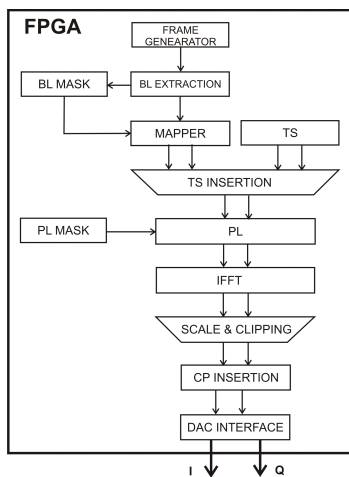 FPGA
FRAME
GENEARATOR
BL MASK
BL EXTRACTION
MAPPER
TS
TS INSERTION
PL MASK
PL
IFFT
SCALE & CLIPPING
CP INSERTION
DAC INTERFACE
I
Q